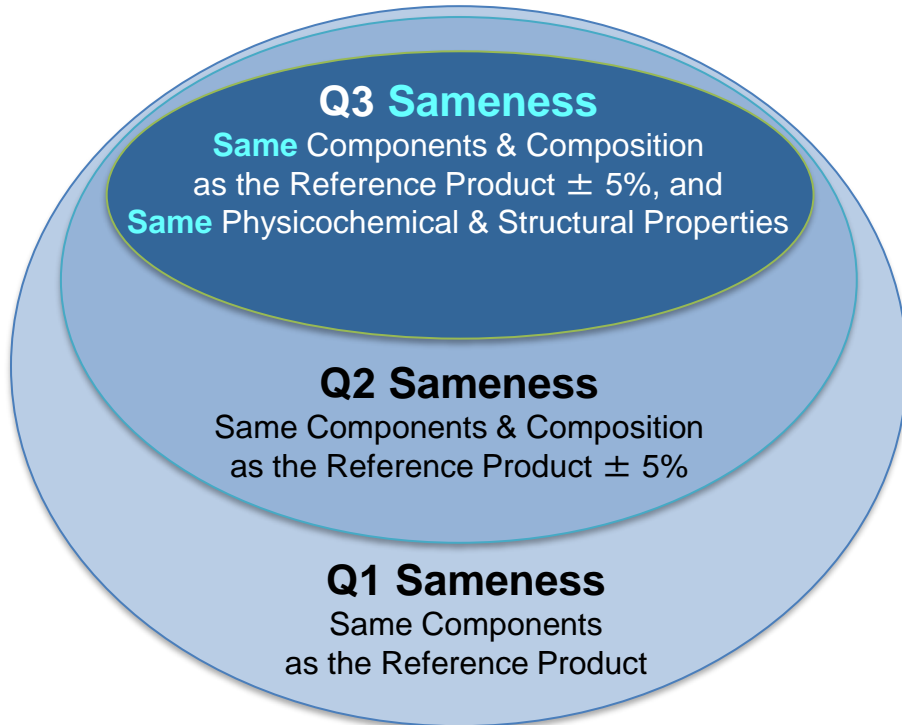 Q3 Sameness
Same Components & Composition
as the Reference Product ± 5%, and
Same Physicochemical & Structural Properties
Q2 Sameness
Same Components & Composition
as the Reference Product ± 5%
Q1 Sameness
Same Components
as the Reference Product